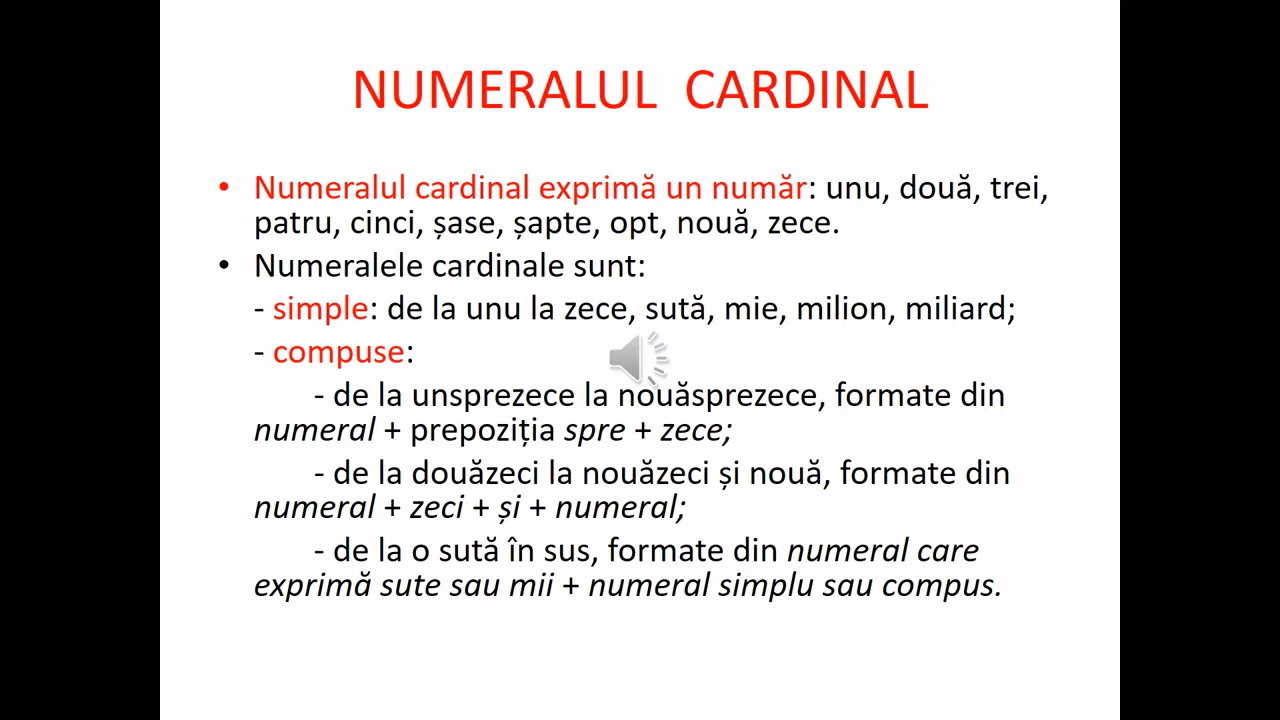 NUMERALUL CARDINAL
• Numeralul cardinal exprimă un număr: unu, două, trei,
patru, cinci, șase, șapte, opt, nouă, zece.
• Numeralele cardinale sunt:
- simple: de la unu la zece, sută, mie, milion, miliard;
- compuse:
- de la unsprezece la nouăsprezece, formate din
numeral + prepoziția spre + zece;
- de la douăzeci la nouăzeci și nouă, formate din
numeral + zeci + și + numeral;
- de la o sută în sus, formate din numeral care
exprimă sute sau mii + numeral simplu sau compus.